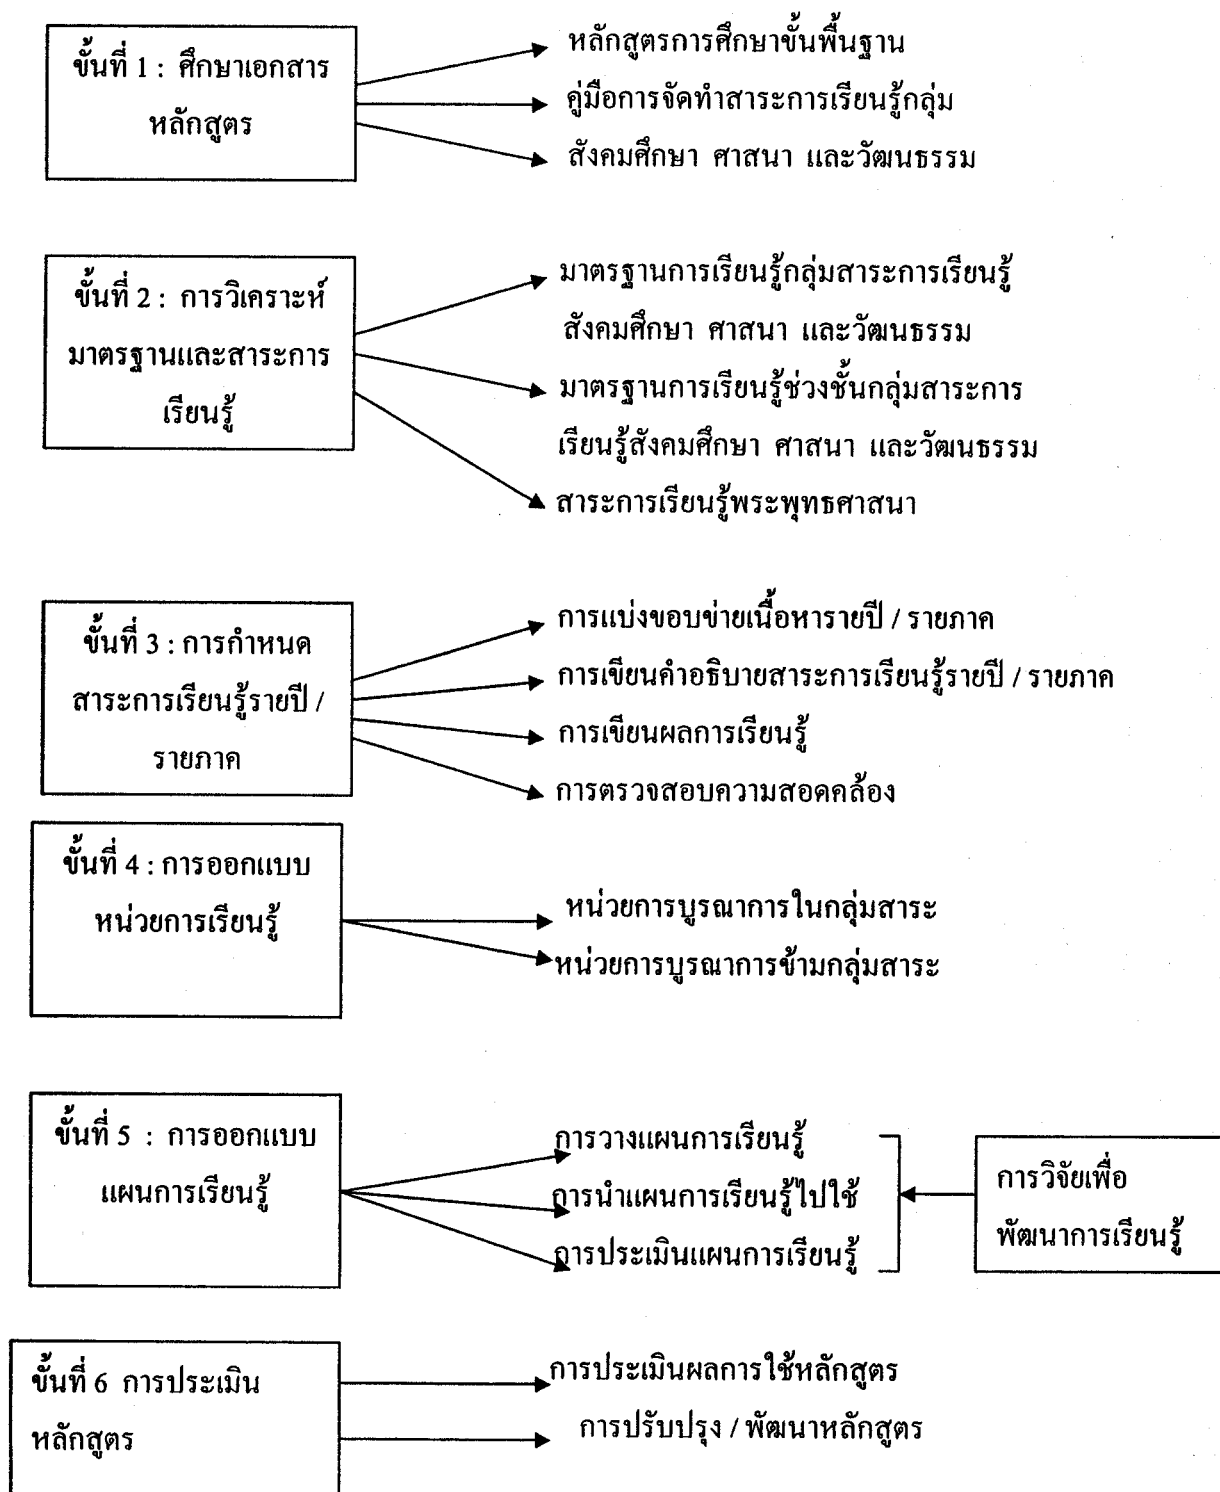 ขั้นที่ 1 : ศึกษาเอกสาร
หลักสูตร
หลักสูตรการศึกษาขั้นพื้นฐาน
คู่มือการจัดทำสาระการเรียนรู้กลุ่ม
สังคมศึกษา ศาสนา และวัฒนธรรม
ขั้นที่ 2 : การวิเคราะห์
มาตรฐานและสาระการ
เรียนรู้
มาตรฐานการเรียนรู้กลุ่มสาระการเรียนรู้
สังคมศึกษา ศาสนา และวัฒนธรรม
มาตรฐานการเรียนรู้ช่วงชั้นกลุ่มสาระการ
เรียนรู้สังคมศึกษา ศาสนา และวัฒนธรรม
สาระการเรียนรู้พระพุทธศาสนา
ขั้นที่ 3 : การกำหนด
สาระการเรียนรู้รายปี /
รายภาค
การแบ่งขอบข่ายเนื้อหารายปี / รายภาค
การเขียนคำอธิบายสาระการเรียนรู้รายปี / รายภาค
การเขียนผลการเรียนรู้
การตรวจสอบความสอดคล้อง
ขั้นที่ 4 : การออกแบบ
หน่วยการเรียนรู้
หน่วยการบูรณาการในกลุ่มสาระ
หน่วยการบูรณาการข้ามกลุ่มสาระ
ขั้นที่ 5 : การออกแบบ
แผนการเรียนรู้
การวางแผนการเรียนรู้
การนำแผนการเรียนรู้ไปใช้
การประเมินแผนการเรียนรู้
การวิจัยเพื่อ
พัฒนาการเรียนรู้
ขั้นที่ 6 การประเมิน
หลักสูตร
การประเมินผลการใช้หลักสูตร
การปรับปรุง / พัฒนาหลักสูตร